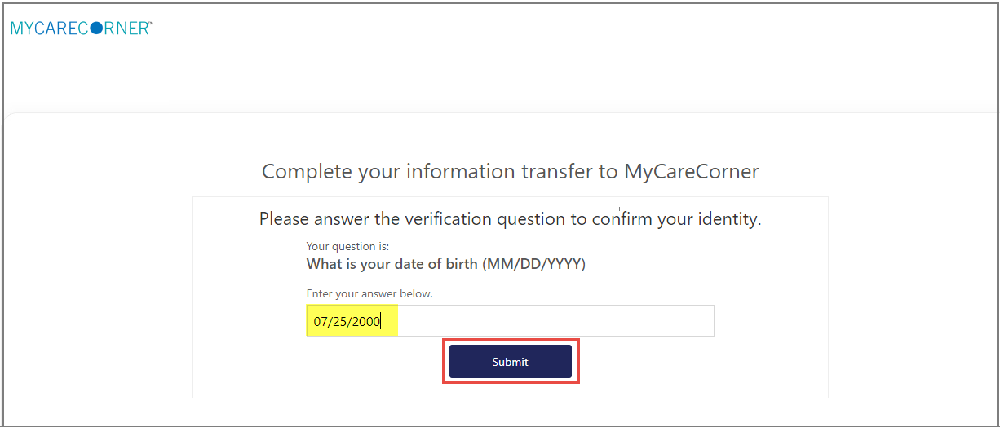 MYCARECORNER™
Complete your information transfer to MyCareCorner
Please answer the verification question to confirm your identity.
Your question is:
What is your date of birth (MM/DD/YYYY)
Enter your answer below.
07/25/2000
Submit